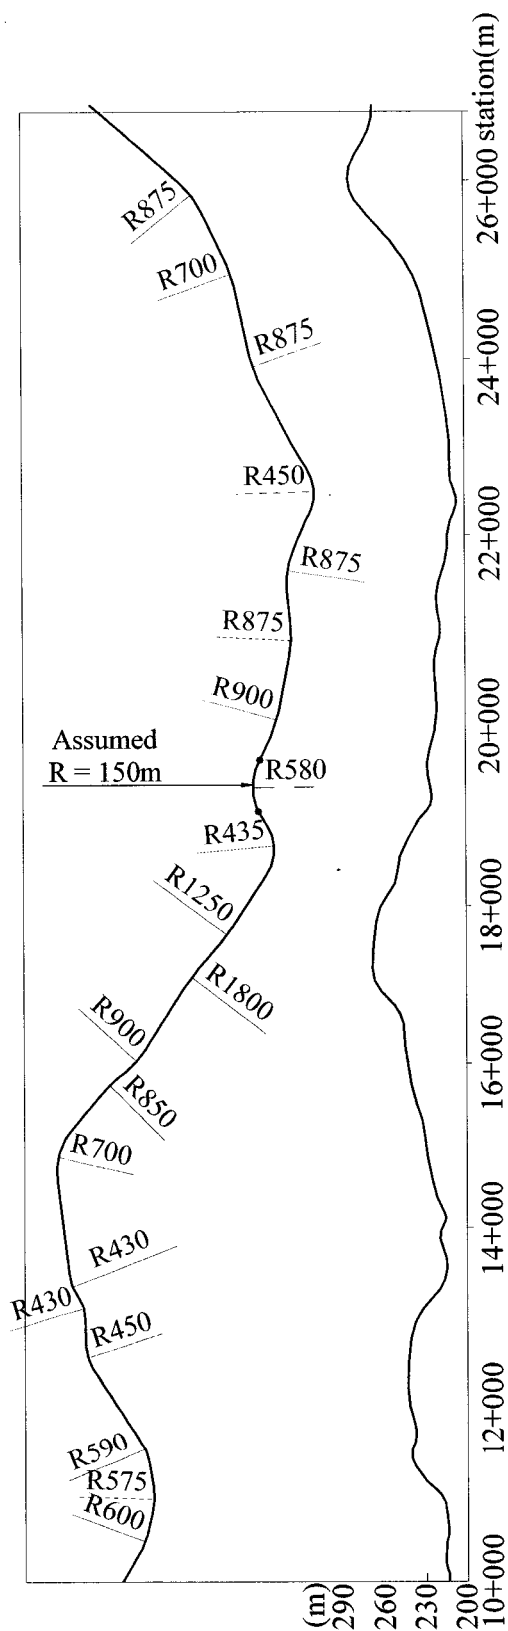 26+000 station(m)
R875
R700
R875
24+000
R450
22+000
R875
R875
R900
20+000
Assumed
R = 150m
R580
R435
R1250
18+000
R1800
R900
16+000
R850
R700
R430
14+000
R430
R450
12+000
R590
R575
R600
(m)
290
260
230
200
10+000